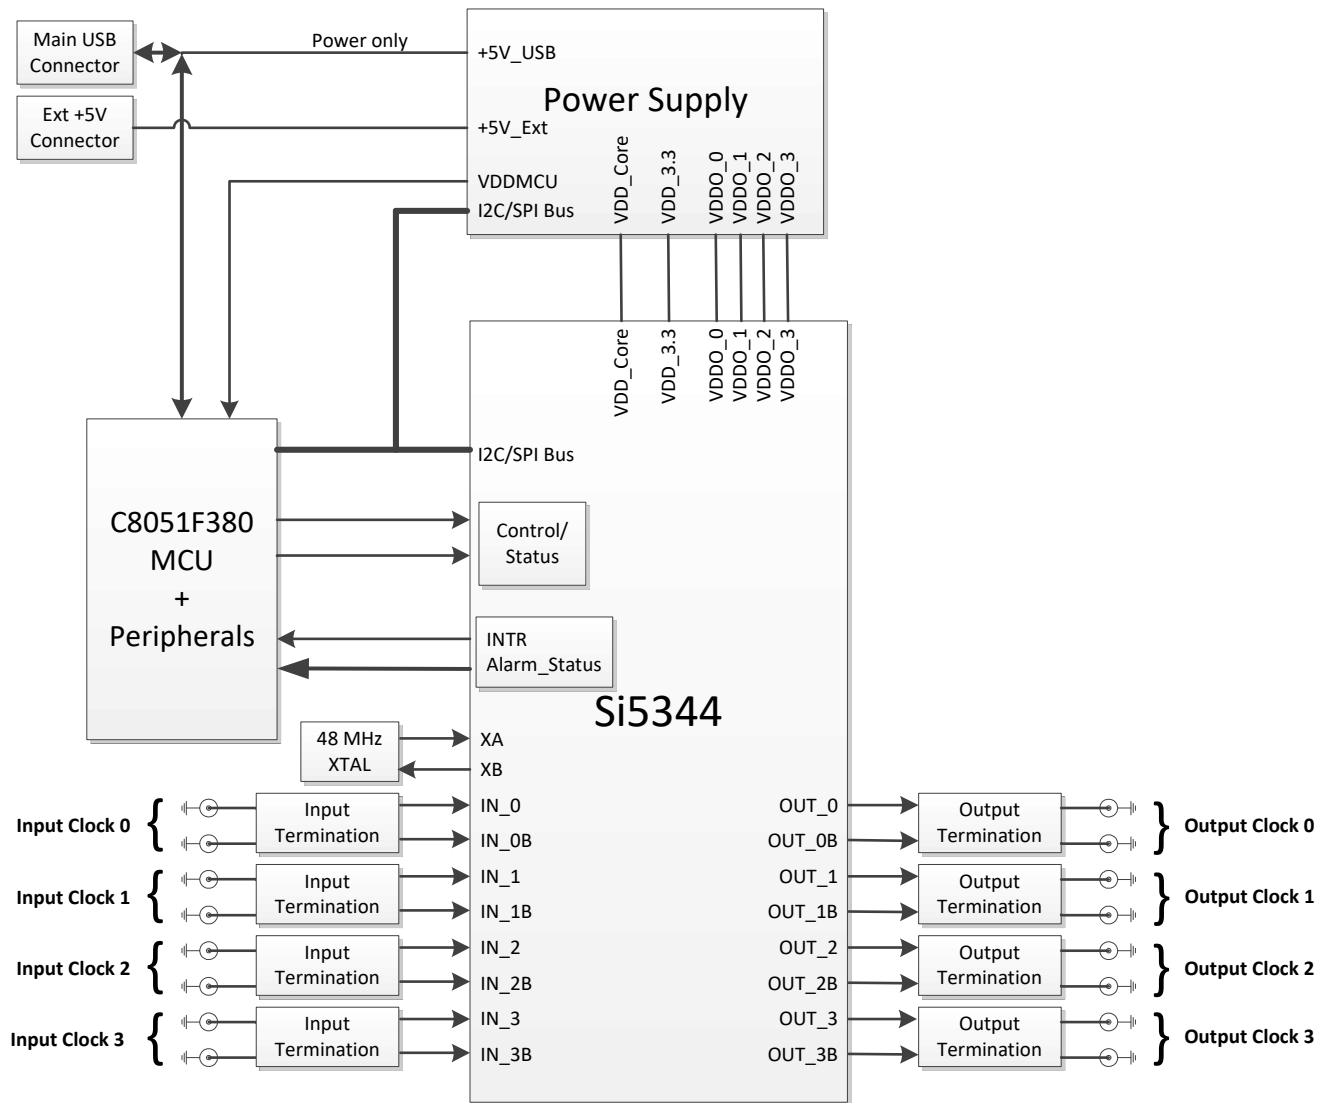 Main USB
Connector
Power only
+5V_USB
Power Supply
Ext +5V
Connector
+5V_Ext
VDDMCU
I2C/SPI Bus
VDD_Core
VDD_3.3
VDDO_0
VDDO_1
VDDO_2
VDDO_3
VDD_Core
VDD_3.3
VDDO_0
VDDO_1
VDDO_2
VDDO_3
I2C/SPI Bus
C8051F380
MCU
+
Peripherals
Control/
Status
INTR
Alarm_Status
Si5344
48 MHz
XTAL
XA
XB
Input Clock 0
Input
Termination
IN_0
IN_0B
OUT_0
OUT_0B
Output
Termination
Output Clock 0
Input Clock 1
Input
Termination
IN_1
IN_1B
OUT_1
OUT_1B
Output
Termination
Output Clock 1
Input Clock 2
Input
Termination
IN_2
IN_2B
OUT_2
OUT_2B
Output
Termination
Output Clock 2
Input Clock 3
Input
Termination
IN_3
IN_3B
OUT_3
OUT_3B
Output
Termination
Output Clock 3